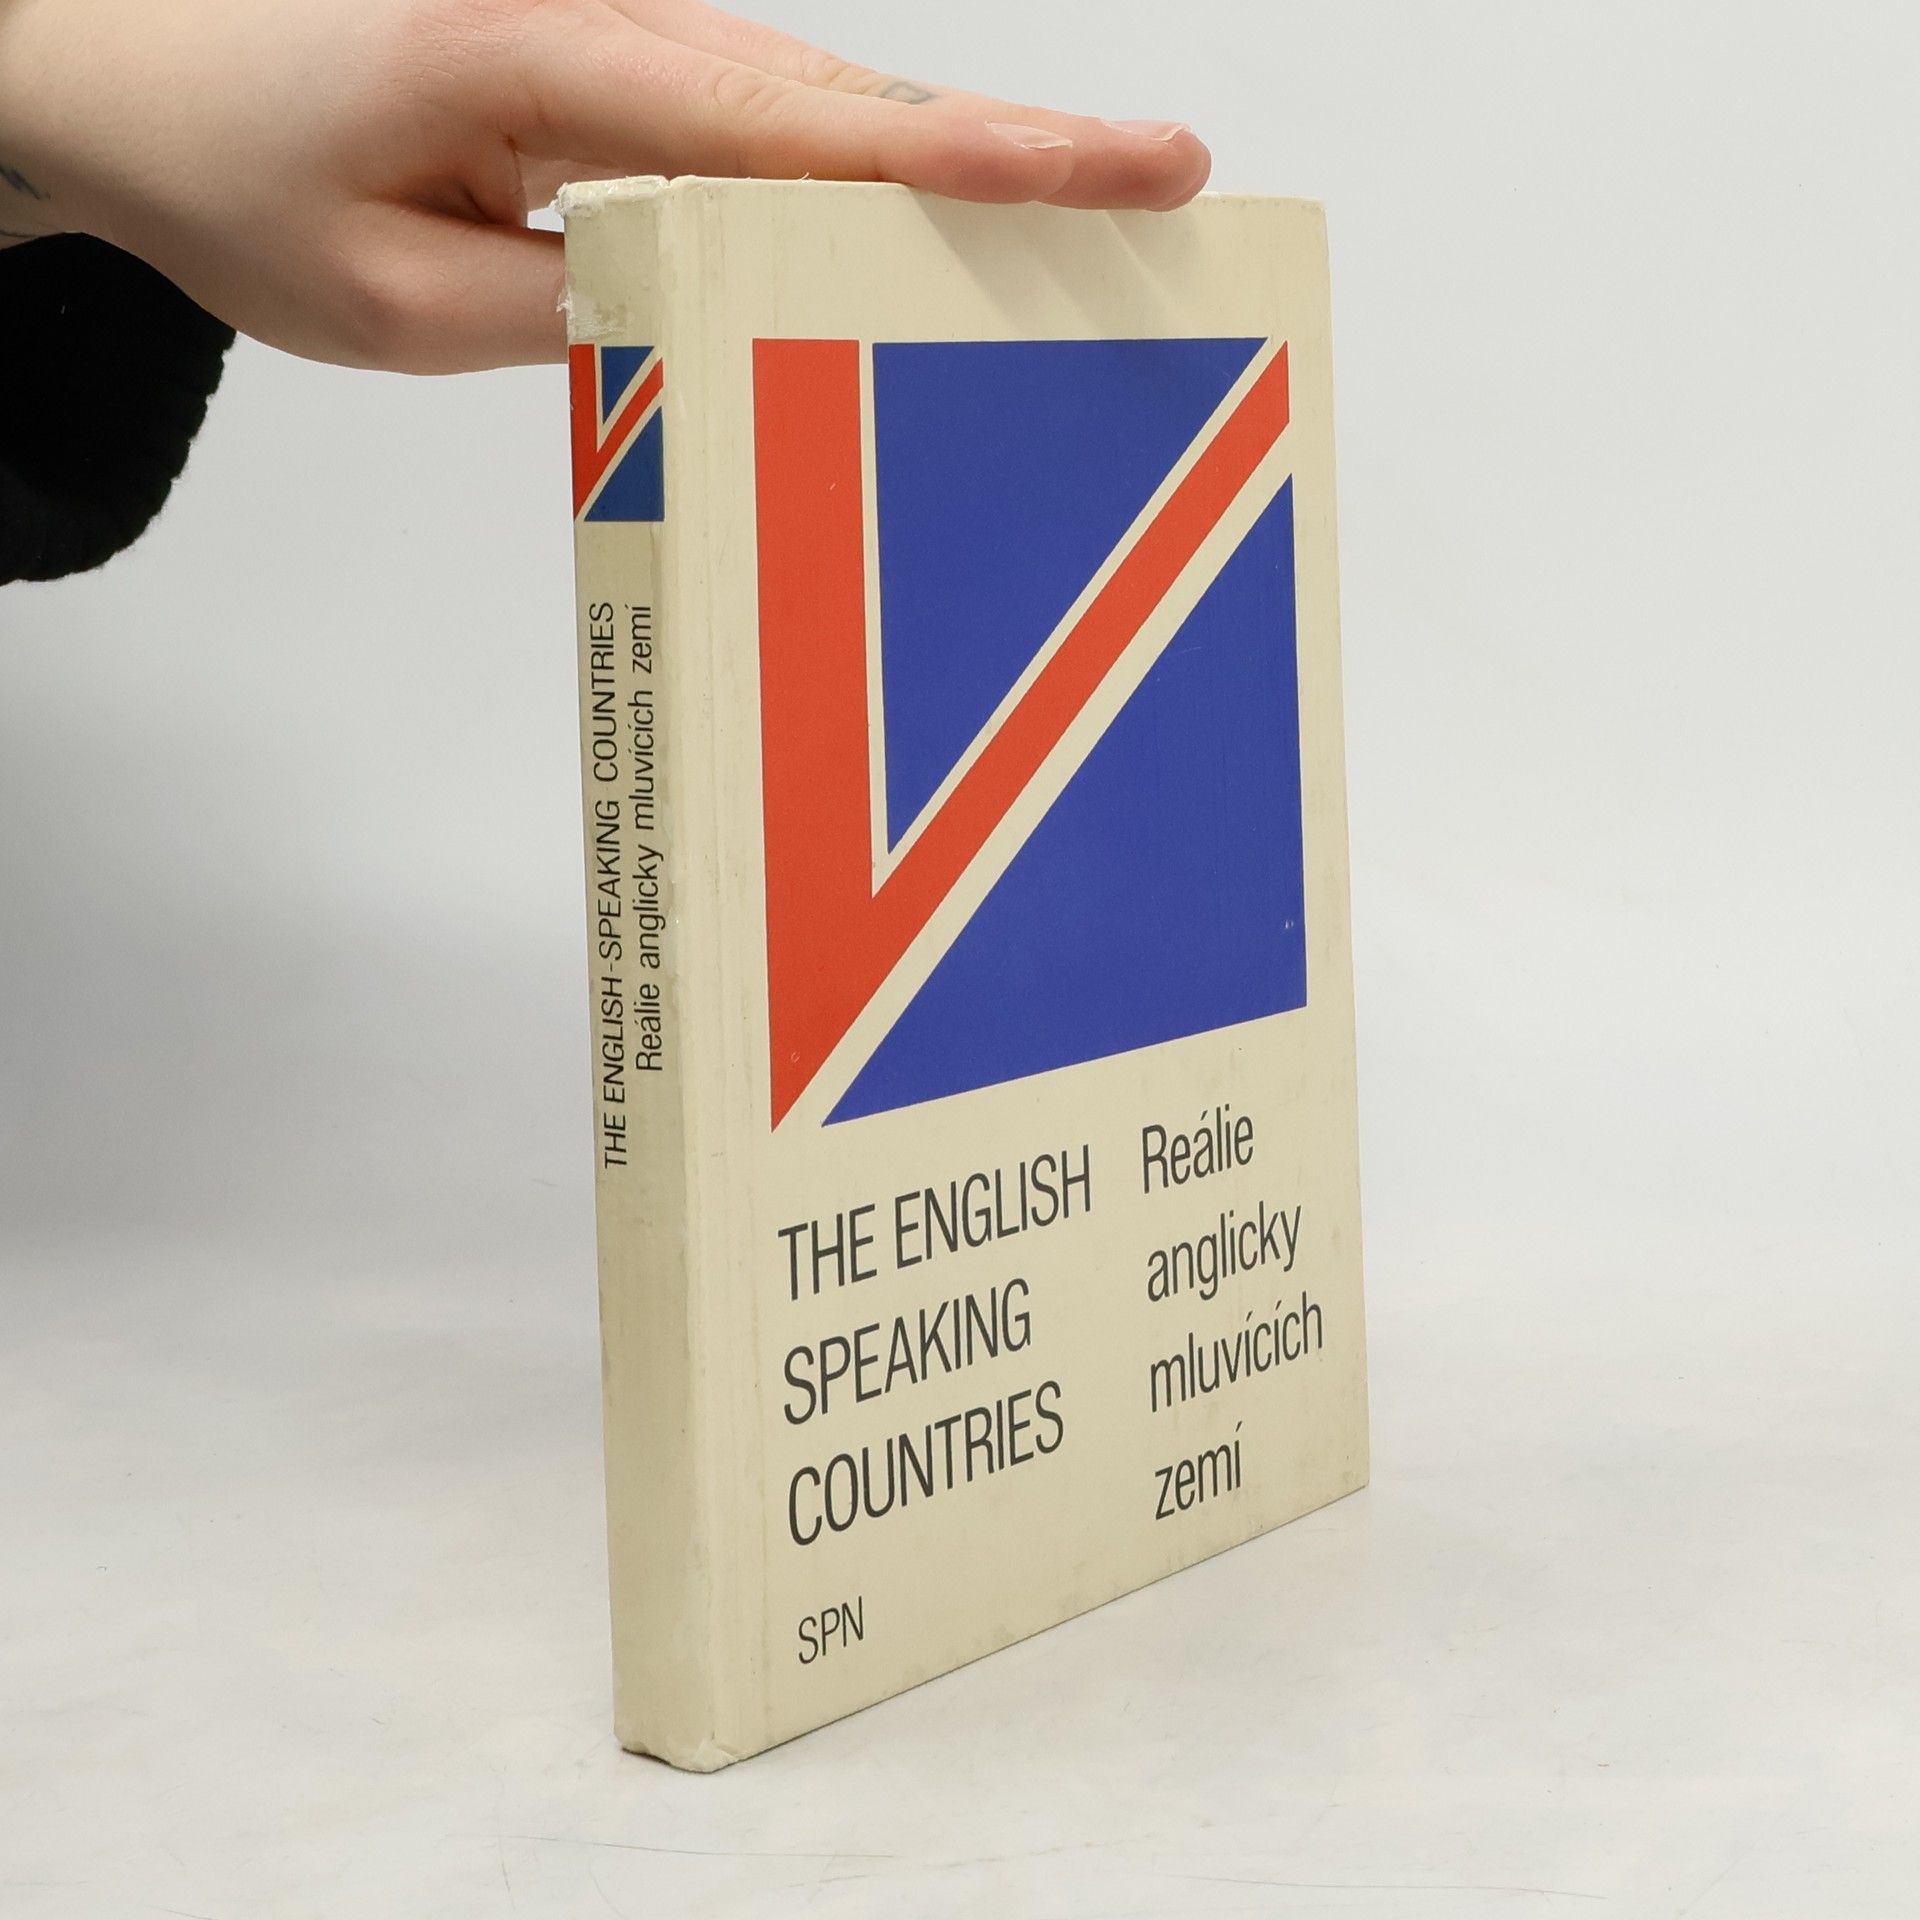 THE ENGLISH-SPEAKING COUNTRIES
Reálie anglicky mluvících zemí
THE ENGLISH
SPEAKING
COUNTRIES
Reálie
anglicky
mluvících
zemí
SPN